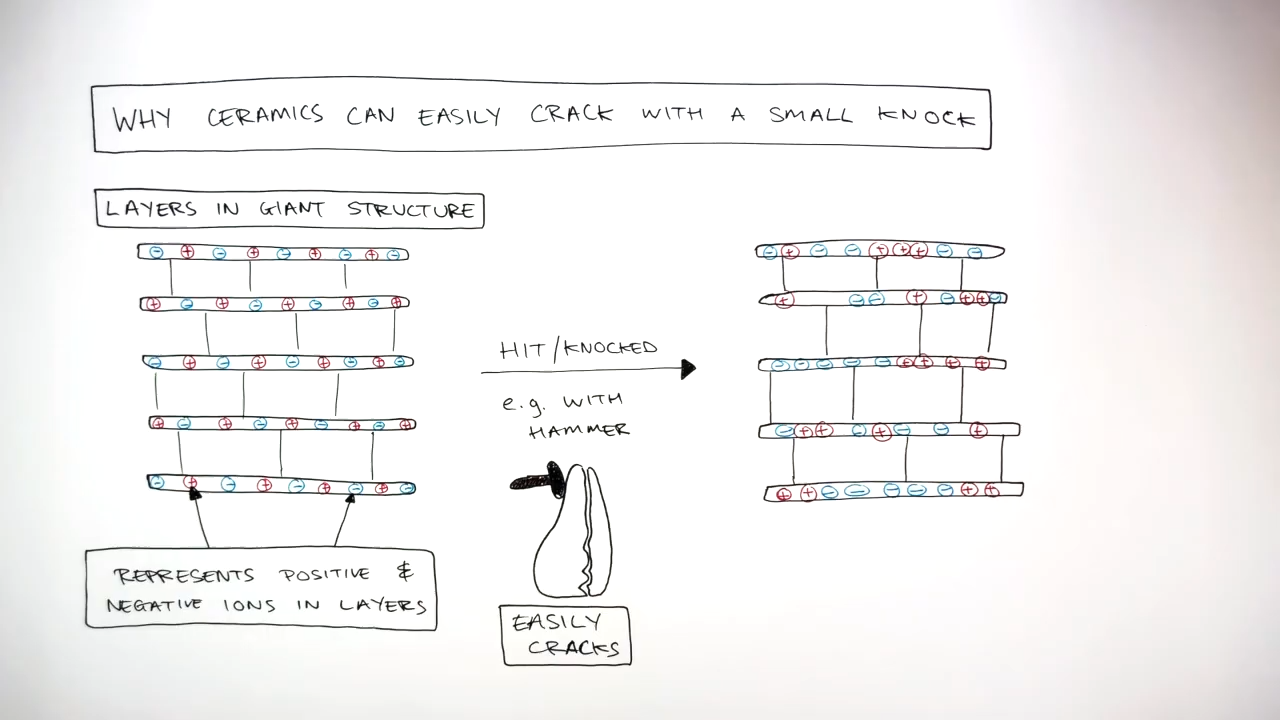 WHY CERAMICS CAN EASILY CRACK WITH A SMALL KNOCK
LAYERS IN GIANT STRUCTURE
HIT/KNOCKED
e.g. WITH
HAMMER
REPRESENTS POSITIVE &
NEGATIVE IONS IN LAYERS
EASILY
CRACKS